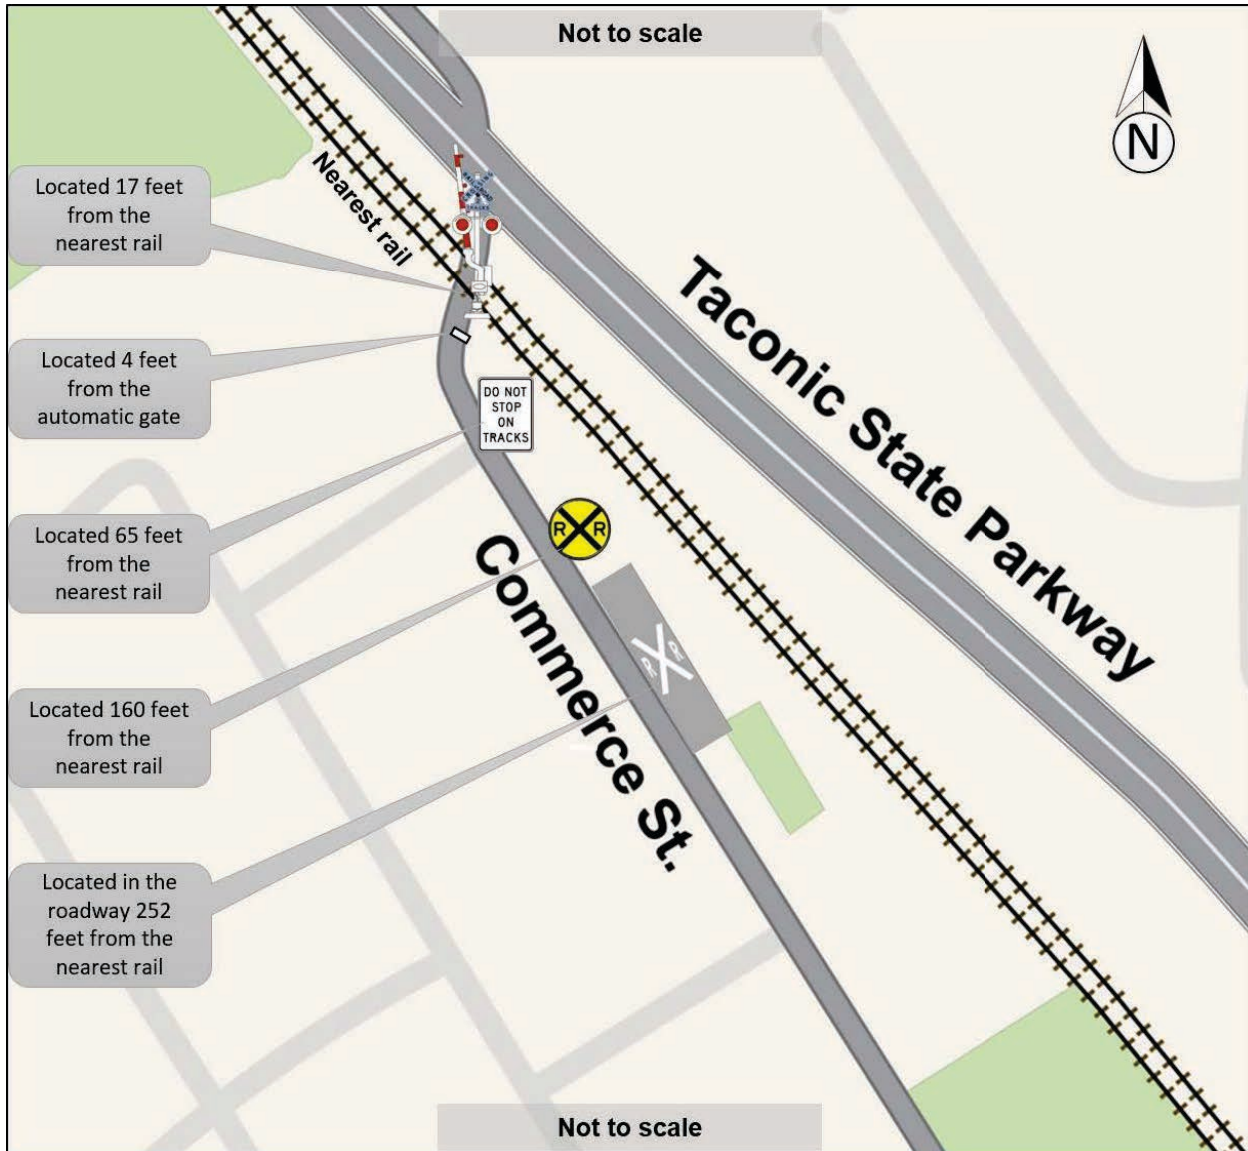 Not to scale
N
Located 17 feet
from the
nearest rail
Nearest rail
Located 4 feet
from the
automatic gate
DO NOT
STOP
ON
TRACKS
Taconic State Parkway
Located 65 feet
from the
nearest rail
R R
Commerce St.
Located 160 feet
from the
nearest rail
R R
Located in the
roadway 252
feet from the
nearest rail
Not to scale